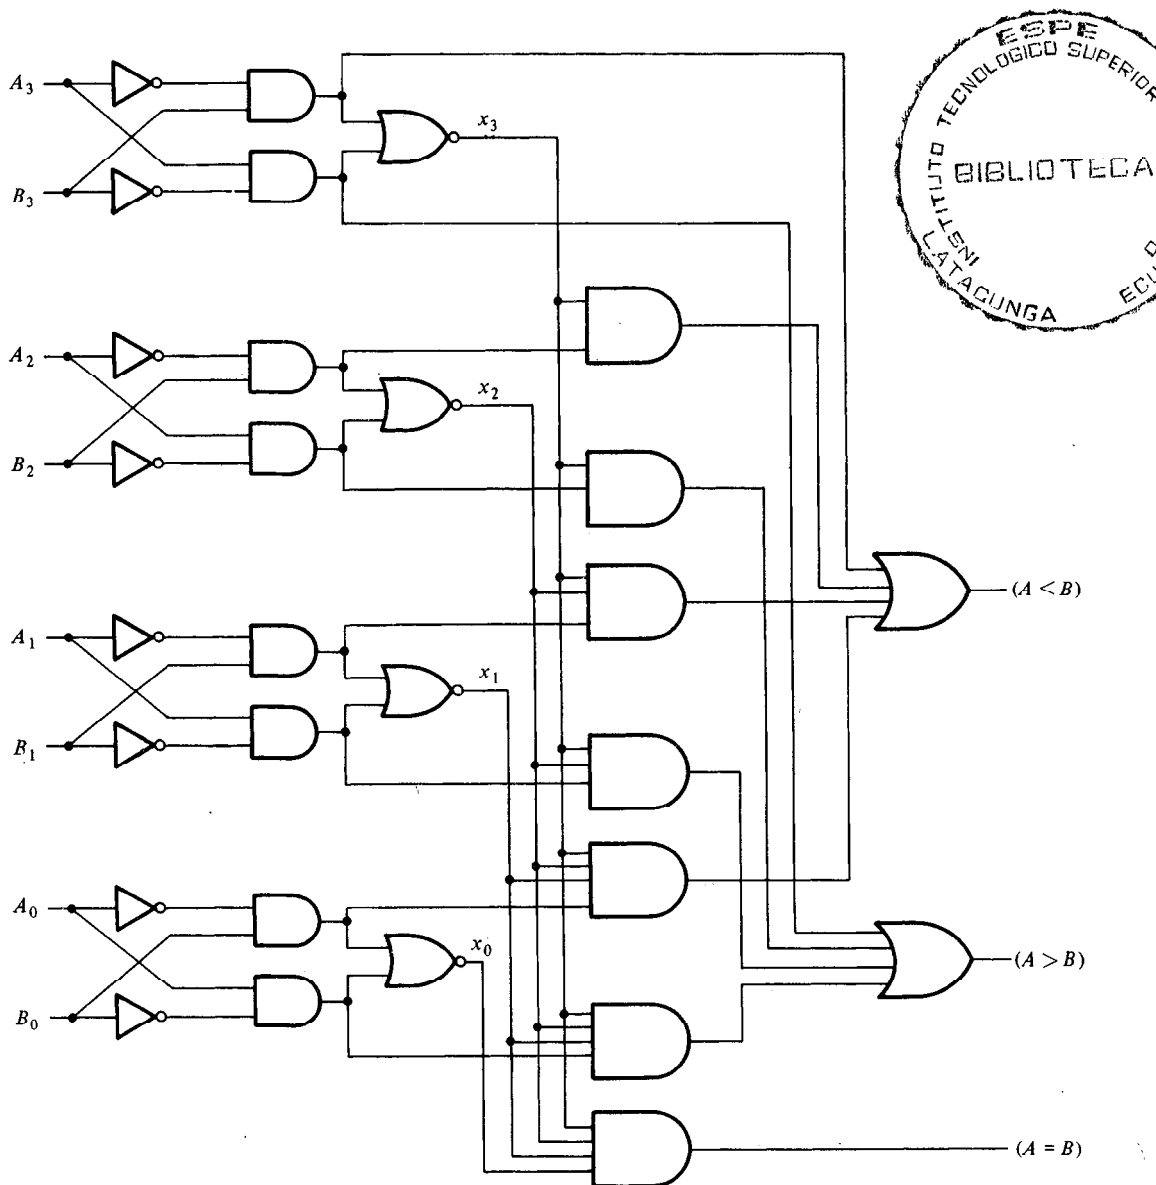 ESPE
INSTITUTO TECNOLOGICO SUPERIOR
BIBLIOTECA
LATACUNGA
A₃
x₃
B₃
A₂
x₂
B₂
(A < B)
A₁
x₁
B₁
A₀
x₀
B₀
(A > B)
(A = B)